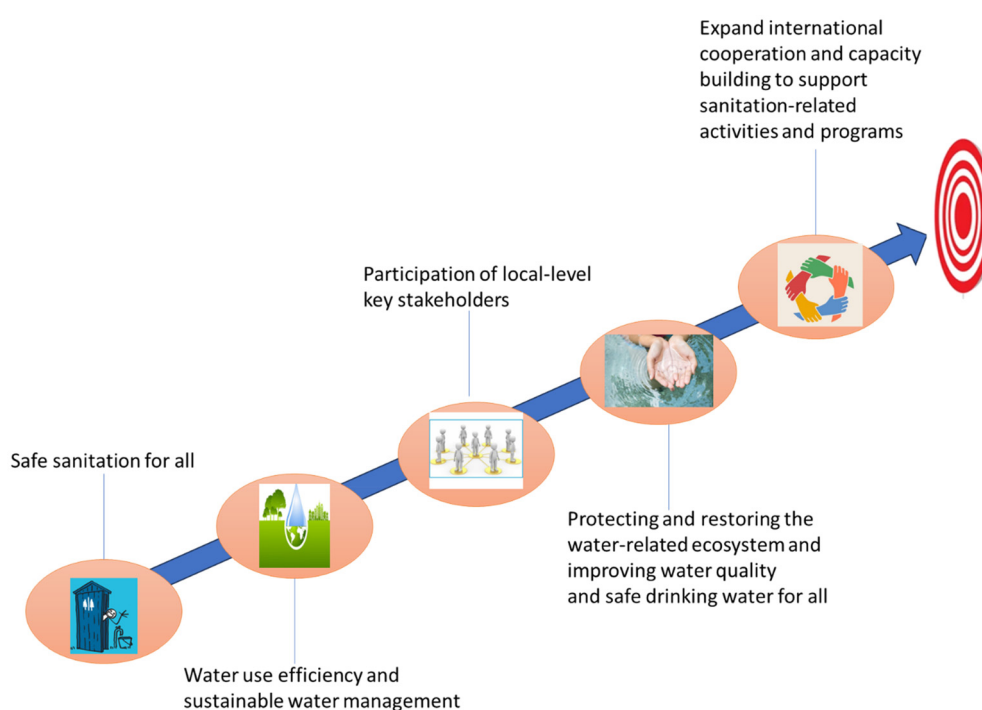 Expand international
cooperation and capacity
building to support
sanitation-related
activities and programs
Participation of local-level
key stakeholders
Safe sanitation for all
Protecting and restoring the
water-related ecosystem and
improving water quality
and safe drinking water for all
Water use efficiency and
sustainable water management